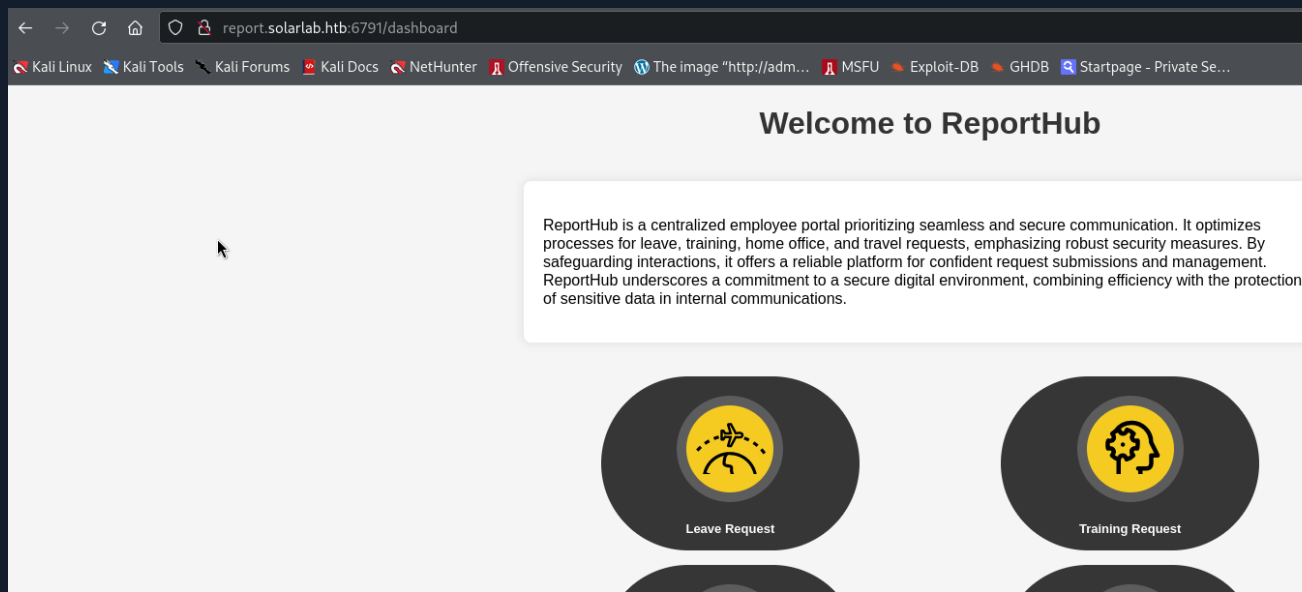 report.solarlab.htb:6791/dashboard
Kali Linux Kali Tools Kali Forums Kali Docs NetHunter Offensive Security The image "http://adm... MSFU Exploit-DB GHDB Startpage - Private Se...
Welcome to ReportHub
ReportHub is a centralized employee portal prioritizing seamless and secure communication. It optimizes
processes for leave, training, home office, and travel requests, emphasizing robust security measures. By
safeguarding interactions, it offers a reliable platform for confident request submissions and management.
ReportHub underscores a commitment to a secure digital environment, combining efficiency with the protection
of sensitive data in internal communications.
Leave Request Training Request